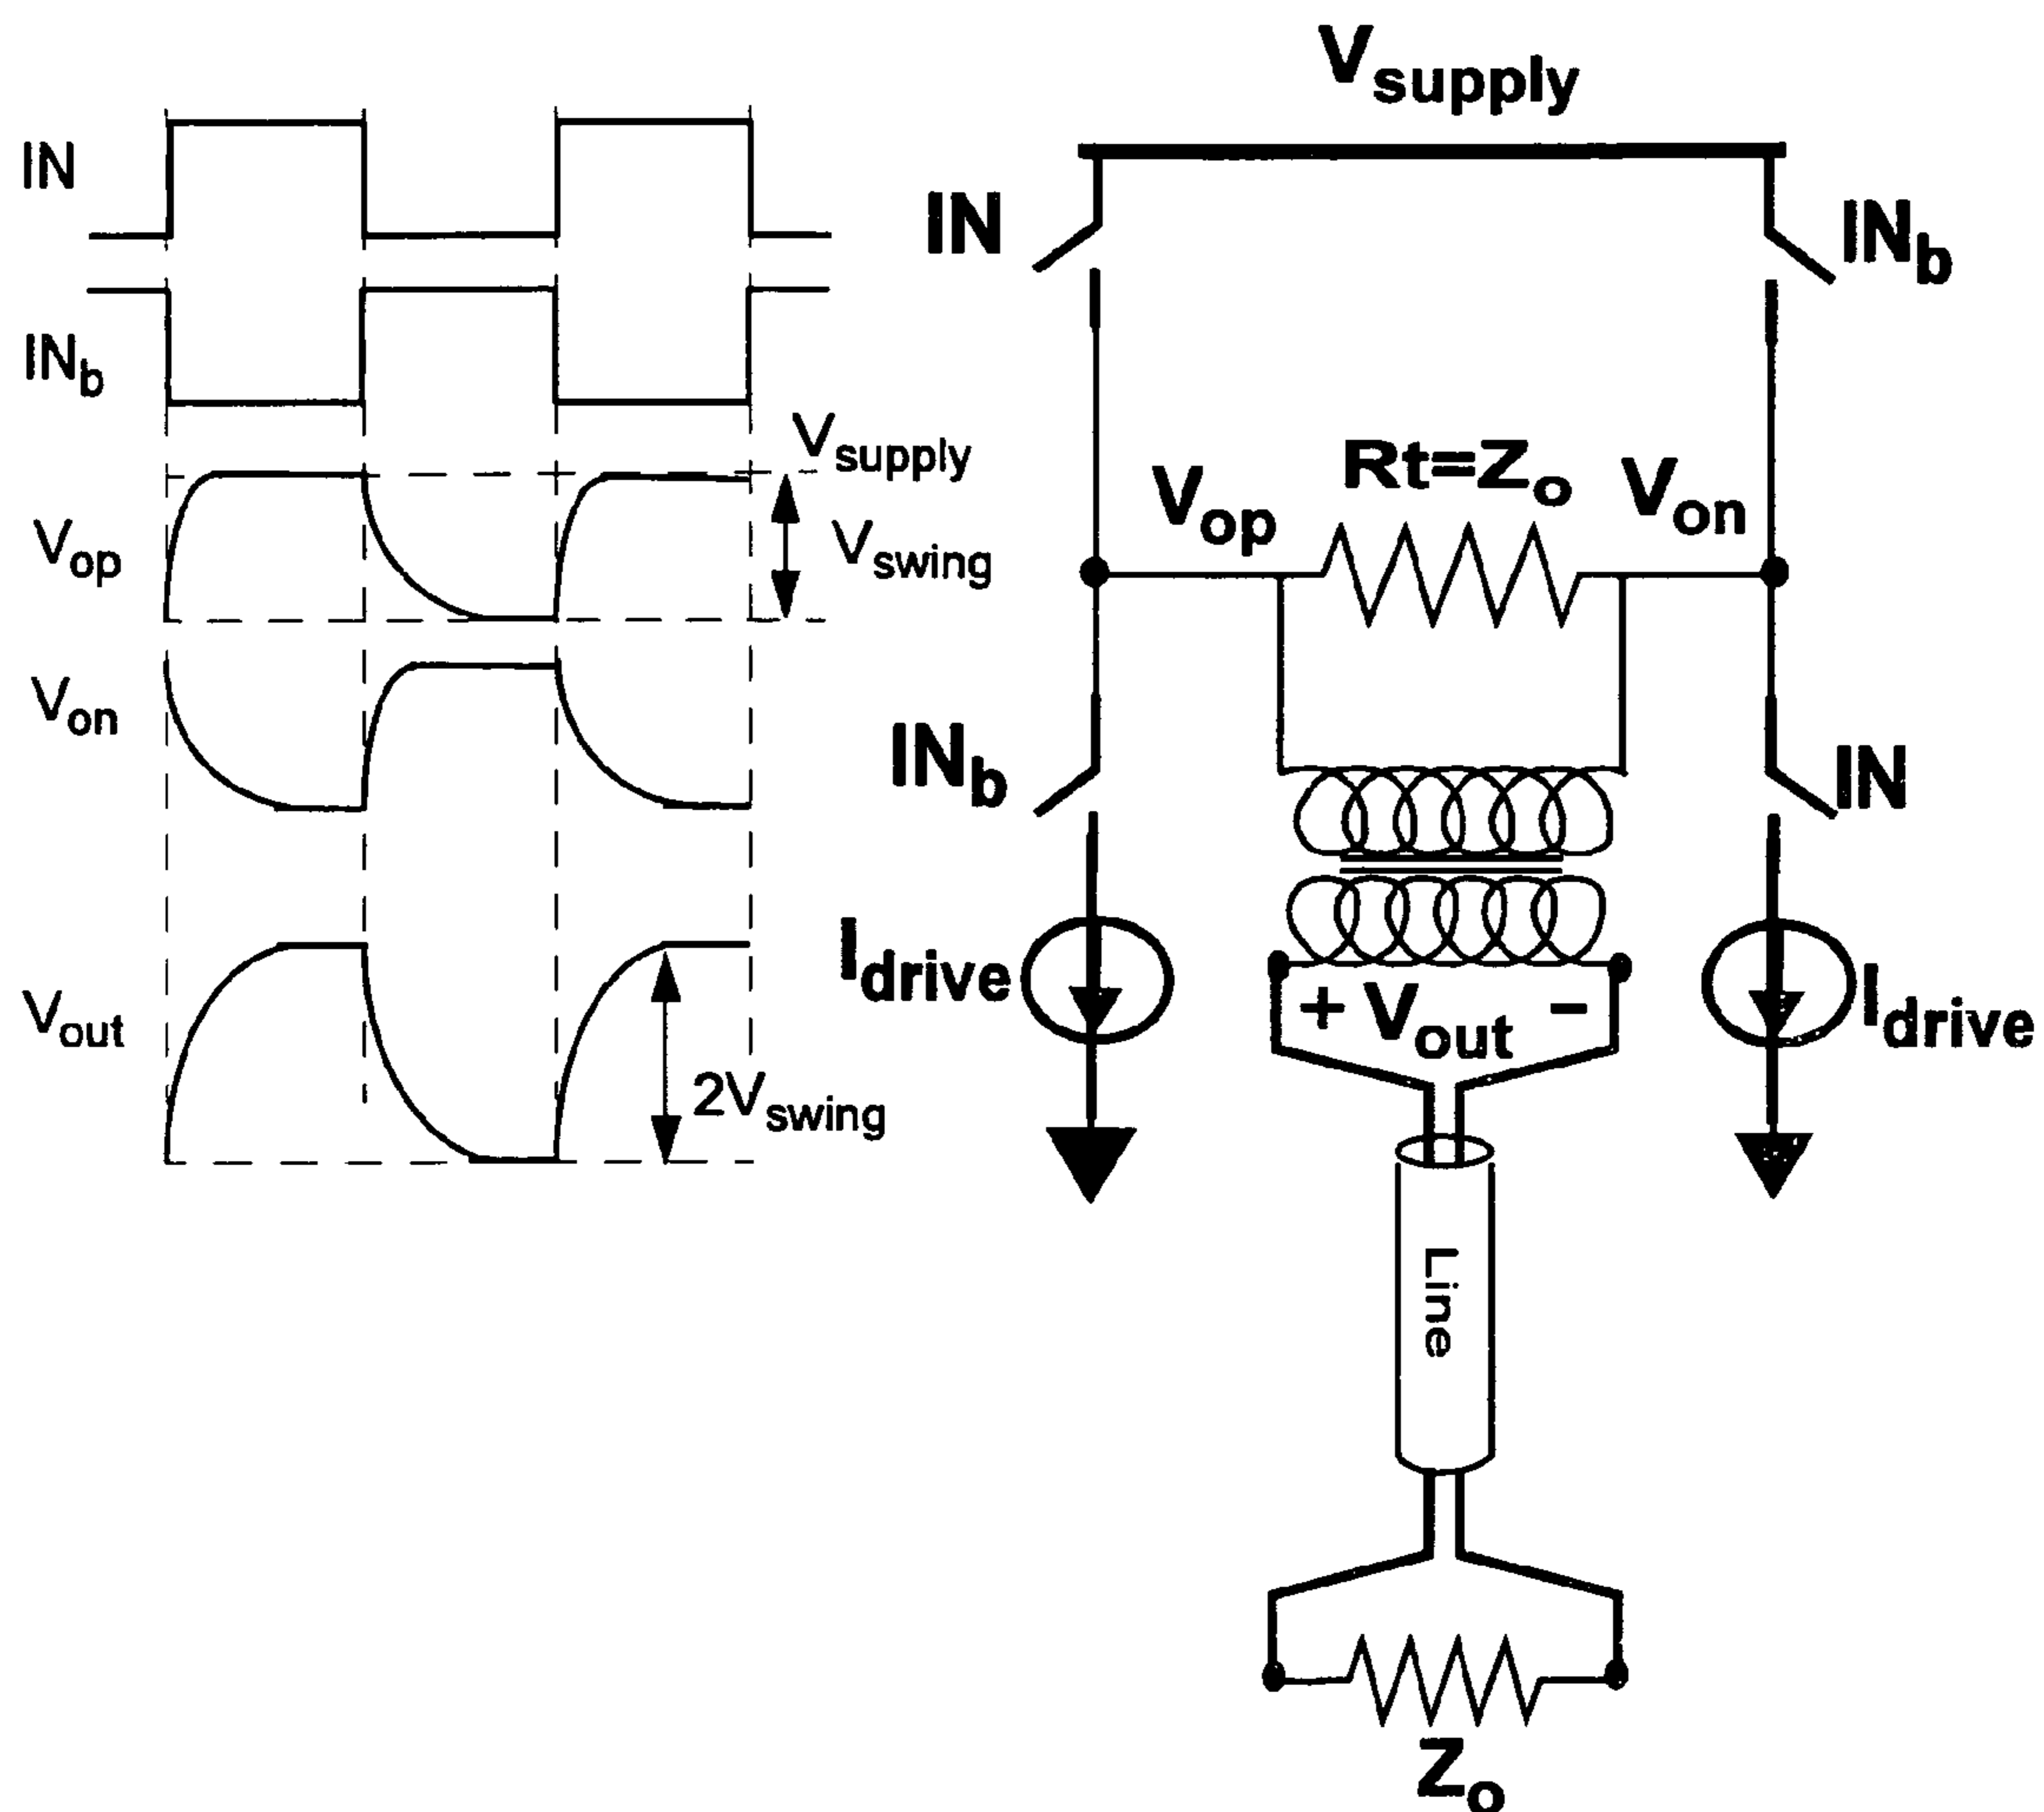 IN
INb
Vsupply
Vop
Vswing
Von
Vout
2Vswing
Vsupply
IN
INb
Rt=Zo
Vop
Von
INb
IN
Idrive
+ Vout −
Idrive
Line
Zo